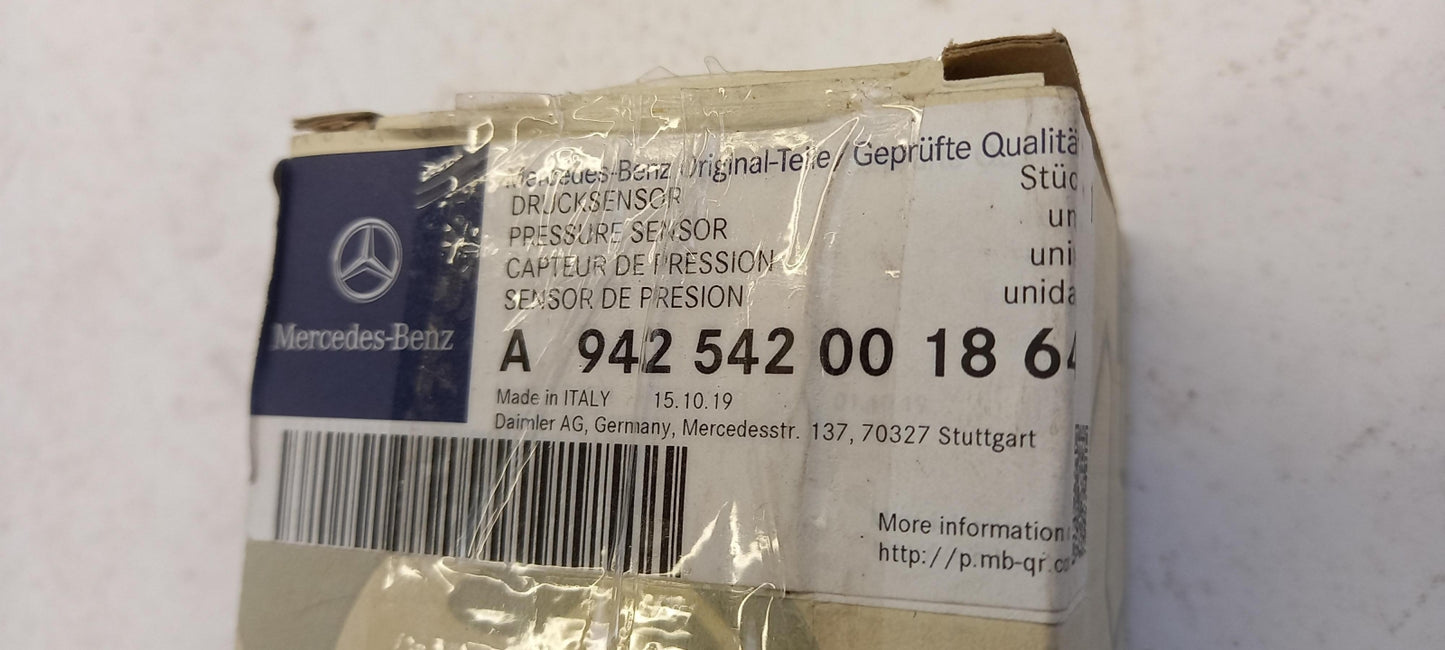 Mercedes-Benz
Mercedes-Benz Original-Teile/Geprüfte Qualitä
Stüc
DRUCKSENSOR
un
PRESSURE SENSOR
uni
CAPTEUR DE PRESSION
unida
SENSOR DE PRESION
A 942 542 00 18 64
Made in ITALY 15.10.19
Daimler AG, Germany, Mercedesstr. 137, 70327 Stuttgart
More information
http://p.mb-qr.co